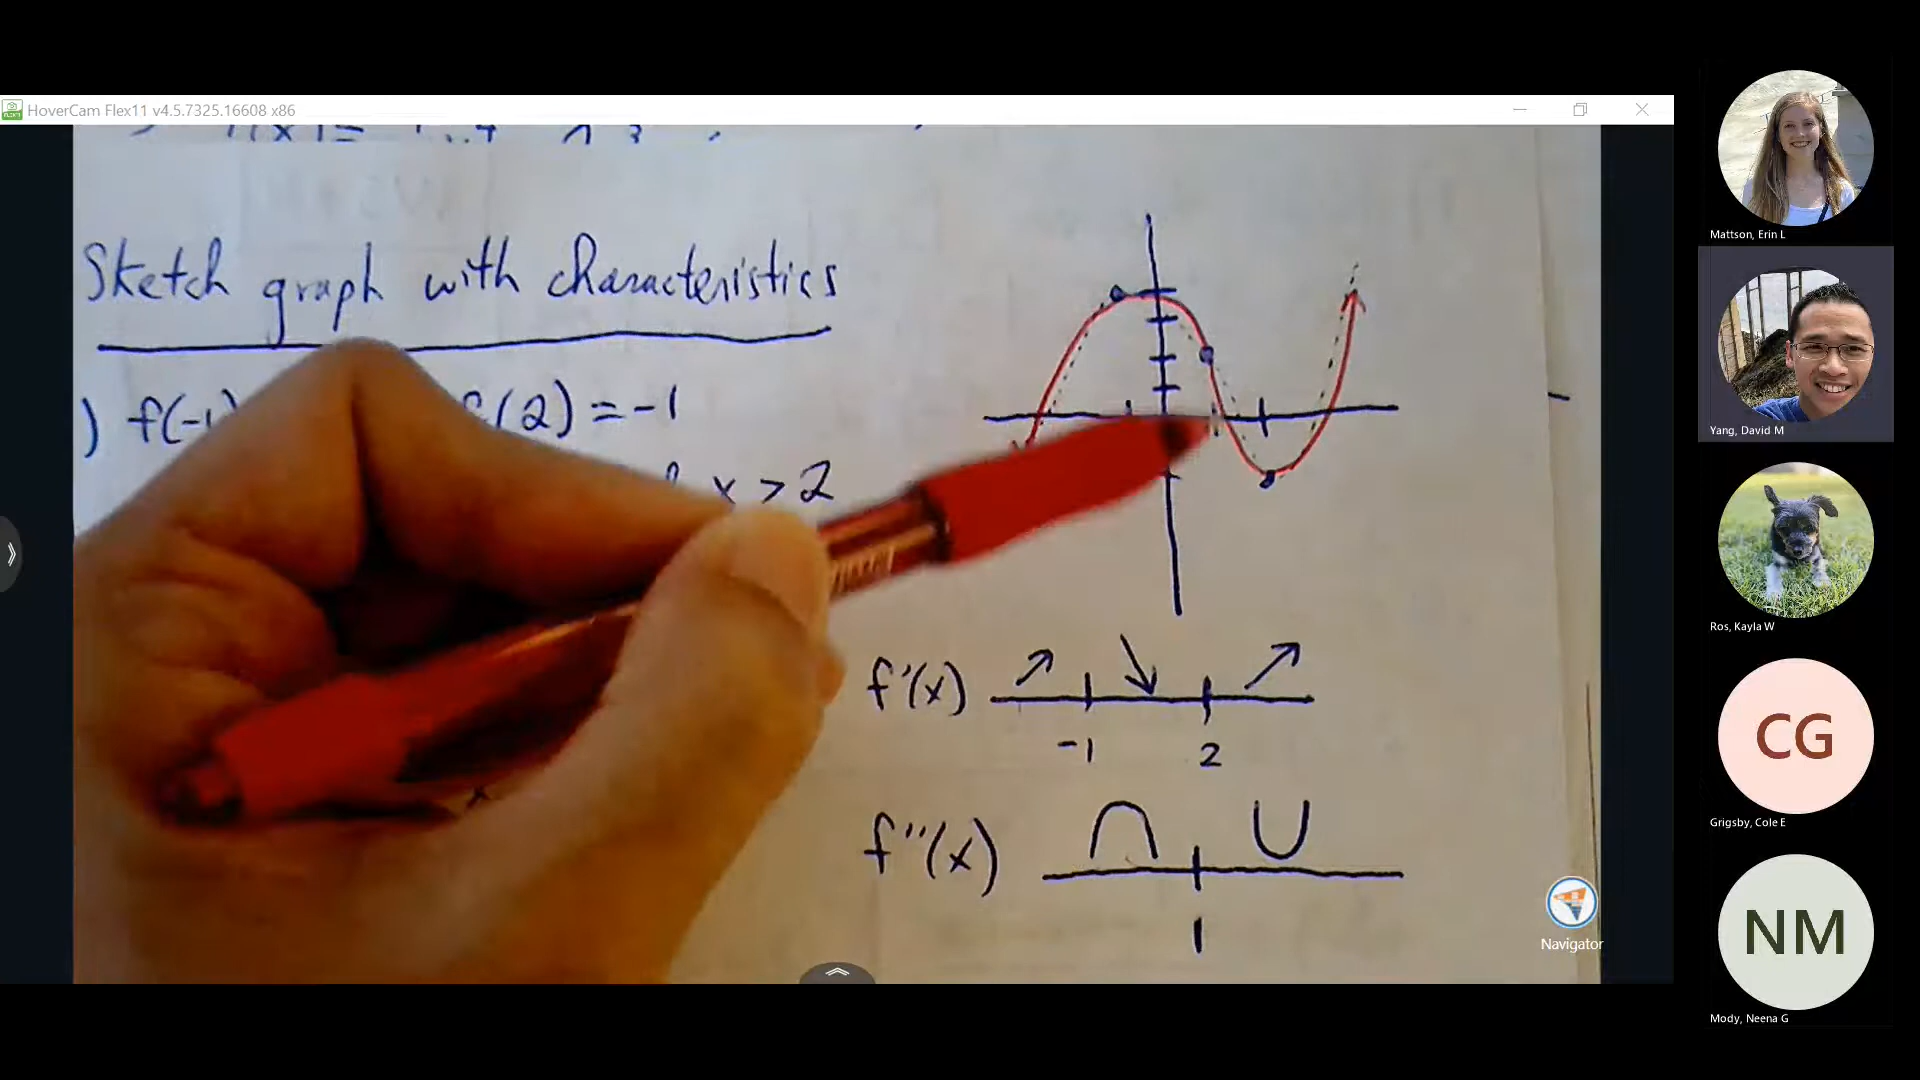 HoverCam Flex11 v4.5.7325.16608 x86
Sketch graph with characteristics
) f(-1) f(2) = -1
x > 2
f'(x)
-1 2
f''(x)
1
Navigator
Mattson, Erin L
Yang, David M
Ros, Kayla W
CG
Grigsby, Cole E
NM
Mody, Neena G